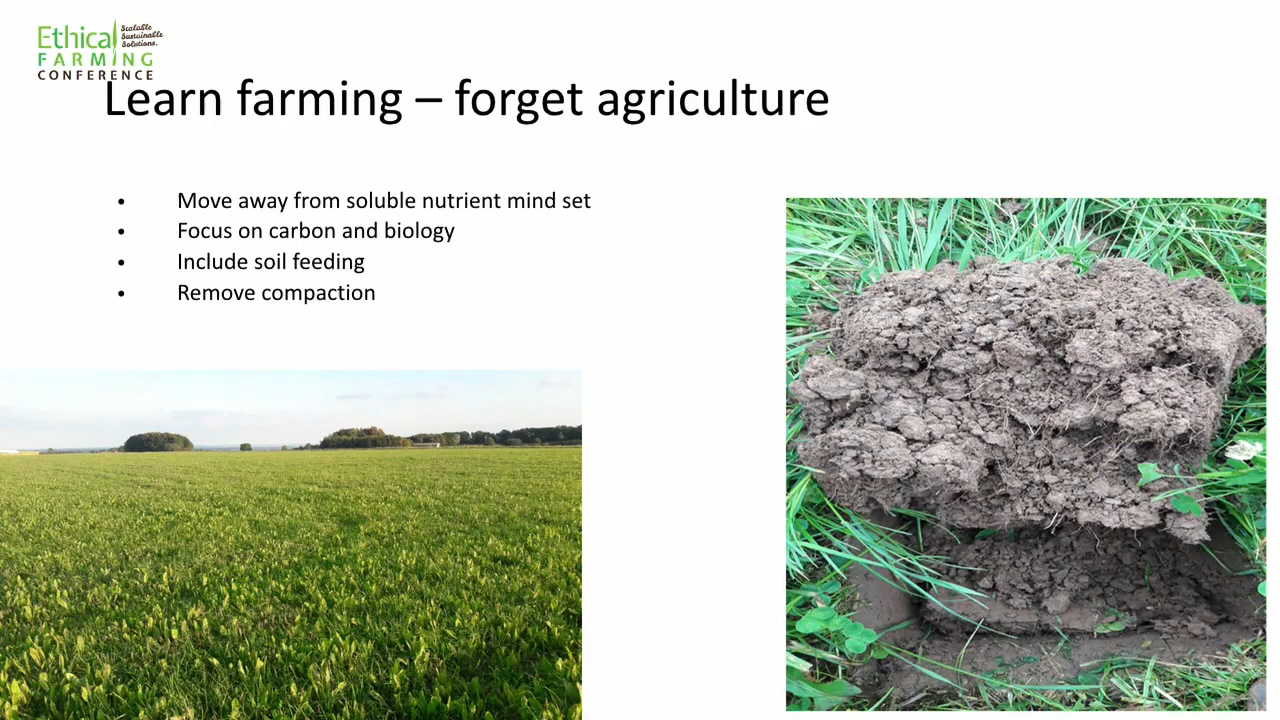 Ethical
Scalable
Sustainable
Solutions.
FARMING
CONFERENCE
Learn farming – forget agriculture
• Move away from soluble nutrient mind set
• Focus on carbon and biology
• Include soil feeding
• Remove compaction